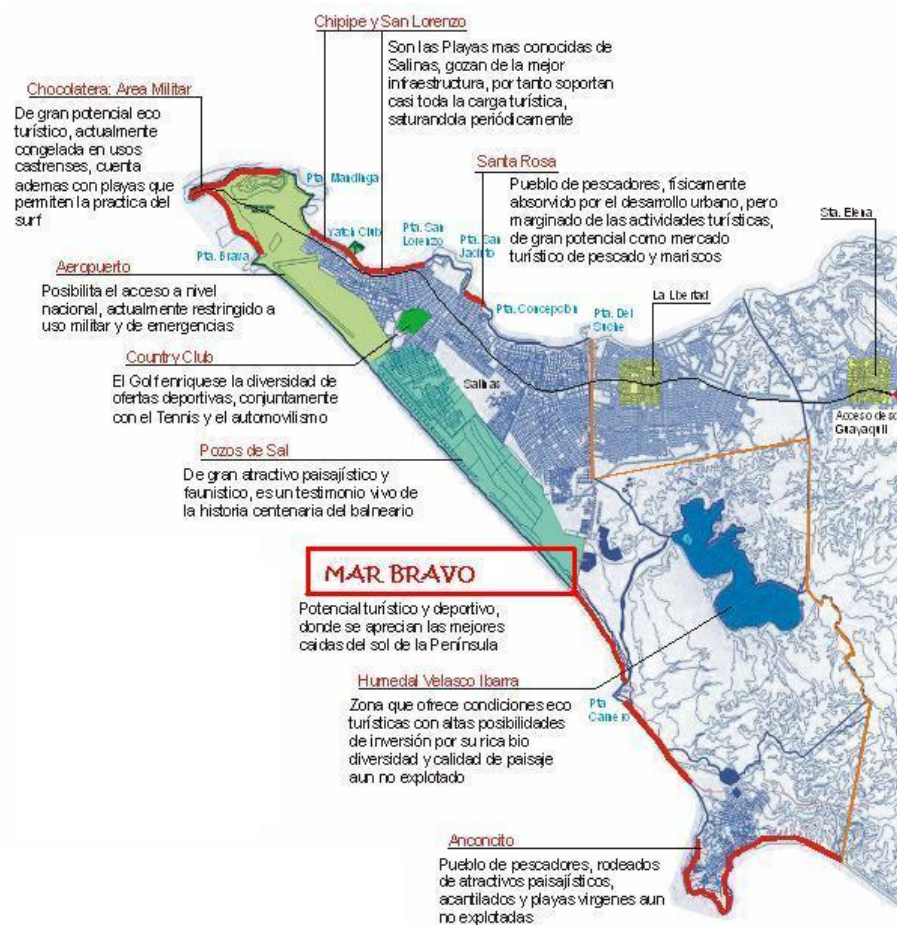 Chipipe y San Lorenzo
Son las Playas mas conocidas de
Salinas, gozan de la mejor
infraestructura, por tanto soportan
casi toda la carga turística,
saturandola periódicamente
Chocolatera: Area Militar
De gran potencial eco
turístico, actualmente
congelada en usos
castrenses, cuenta
ademas con playas que
permiten la practica del
surf
Santa Rosa
Pueblo de pescadores, físicamente
absorvido por el desarrollo urbano, pero
marginado de las actividades turísticas,
de gran potencial como mercado
turístico de pescado y mariscos
Pta. Mandinga
Yatch Club
Pta. San
Lorenzo
Pta. San
Jacinto
Sta. Elena
Pta. Brava
Aeropuerto
Posibilita el acceso a nivel
nacional, actualmente restringido a
uso militar y de emergencias
Pta. Concepción
Pta. Del
La Libertad
Country Club
El Golf enriquese la diversidad de
ofertas deportivas, conjuntamente
con el Tennis y el automovilismo
Salinas
Acceso desd
Guayaquil
Pozos de Sal
De gran atractivo paisajístico y
faunistico, es un testimonio vivo de
la historia centenaria del balneario
MAR BRAVO
Potencial turístico y deportivo,
donde se aprecian las mejores
caidas del sol de la Península
Humedal Velasco Ibarra
Zona que ofrece condiciones eco
turísticas con altas posibilidades
de inversión por su rica bio
diversidad y calidad de paisaje
aun no explotado
Pta
Carnero
Anconcito
Pueblo de pescadores, rodeados
de atractivos paisajísticos,
acantilados y playas virgenes aun
no explotadas